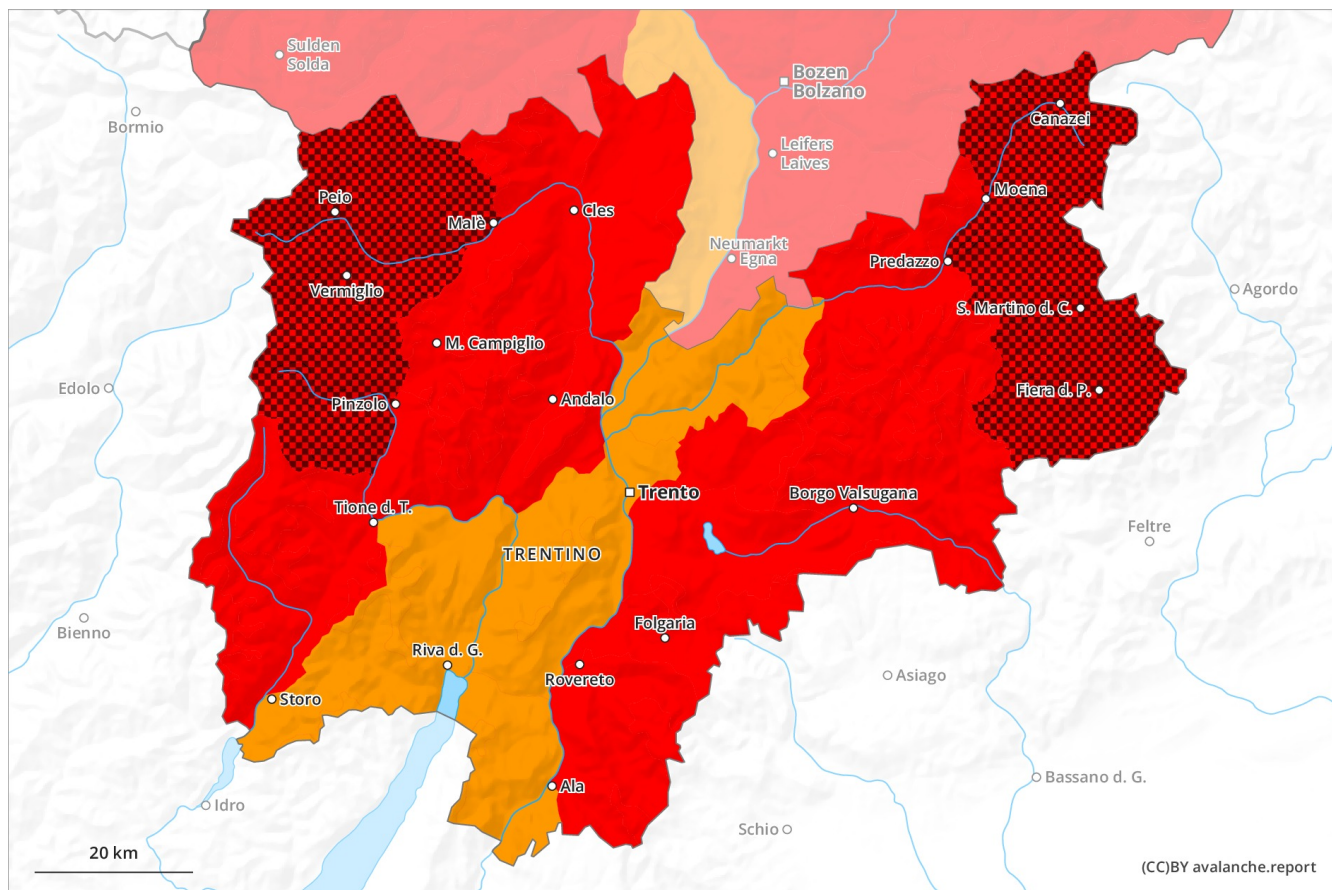 Sulden
Solda
Bozen
Bolzano
Bormio
Canazei
Leifers
Laives
Peio
Moena
Malè
Cles
Neumarkt
Egna
Predazzo
Vermiglio
Agordo
S. Martino d. C.
M. Campiglio
Edolo
Fiera d. P.
Pinzolo
Andalo
Trento
Borgo Valsugana
Tione d. T.
Feltre
TRENTINO
Bienno
Folgaria
Riva d. G.
Asiago
Rovereto
Storo
Bassano d. G.
Ala
Idro
Schio
20 km
(CC)BY avalanche.report